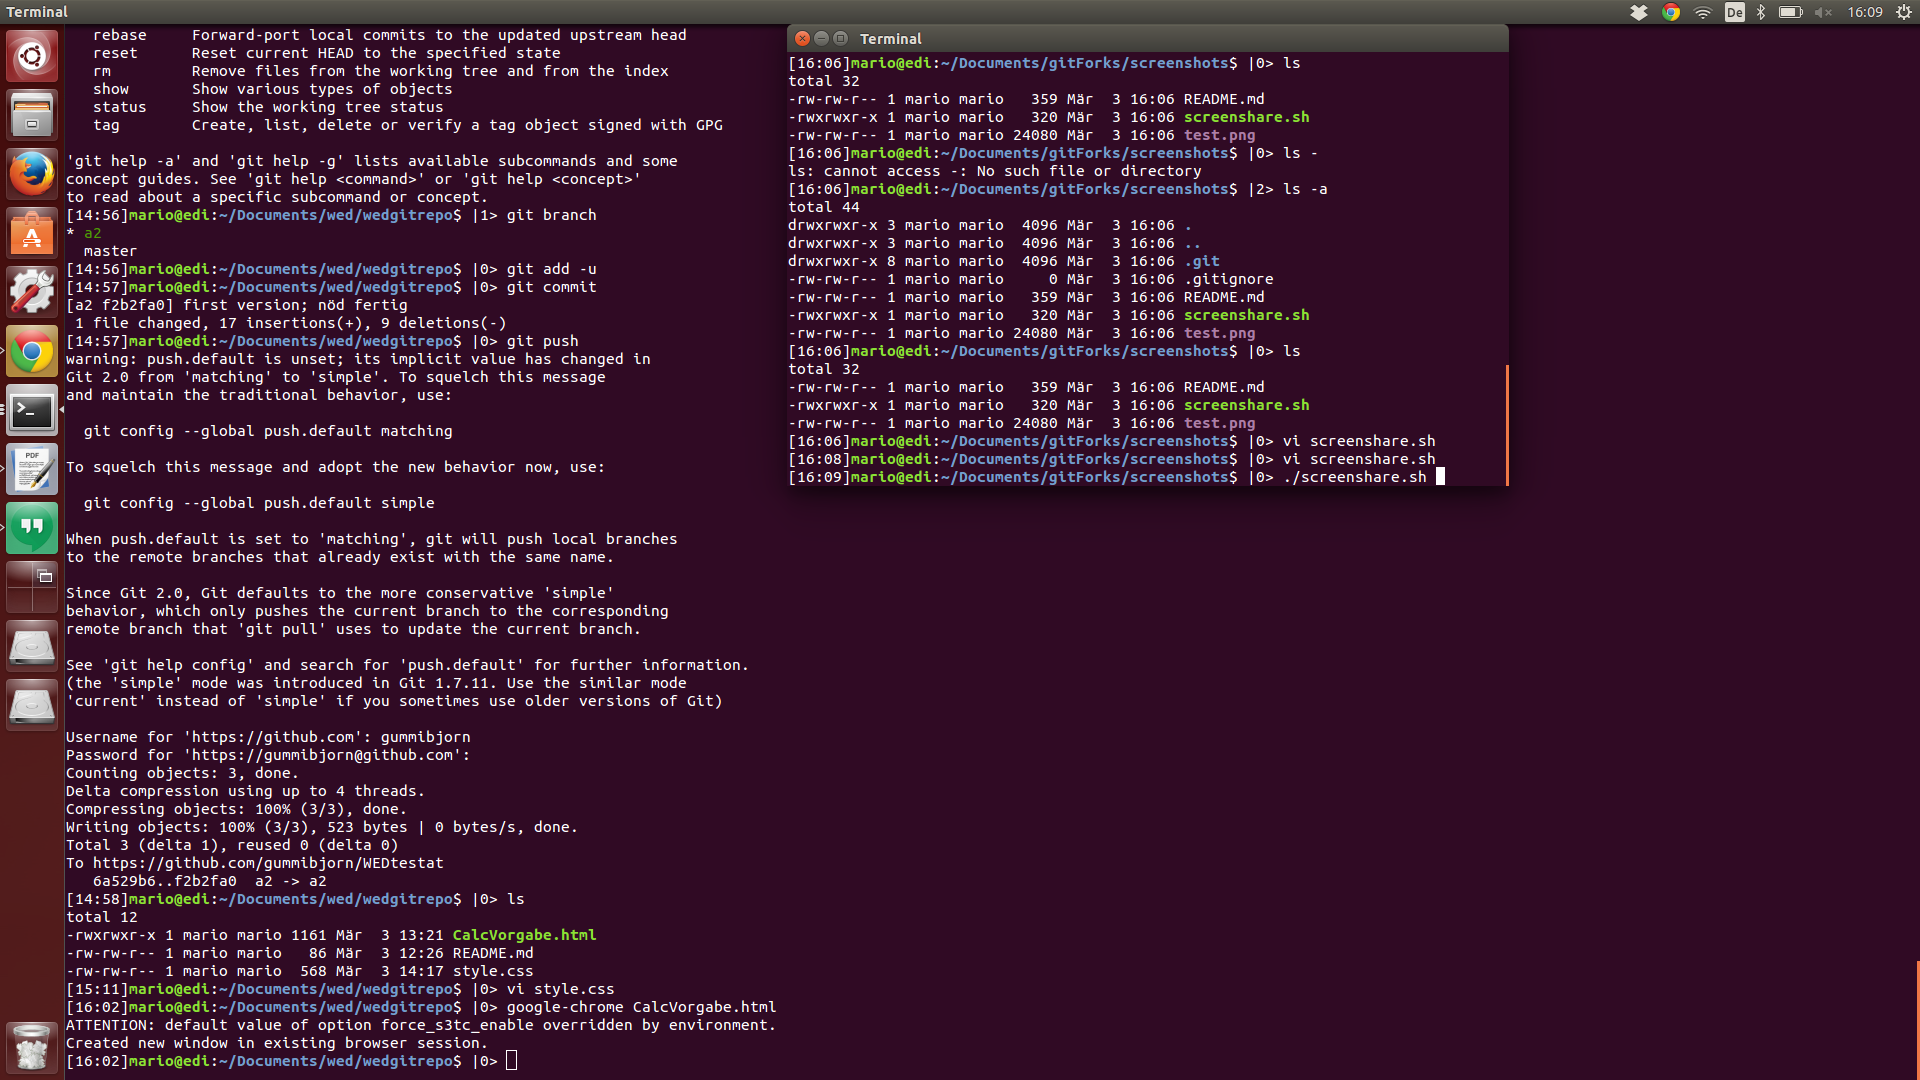 Terminal
De
16:09
  rebase     Forward-port local commits to the updated upstream head
  reset      Reset current HEAD to the specified state
  rm         Remove files from the working tree and from the index
  show       Show various types of objects
  status     Show the working tree status
  tag        Create, list, delete or verify a tag object signed with GPG
'git help -a' and 'git help -g' lists available subcommands and some
concept guides. See 'git help <command>' or 'git help <concept>'
to read about a specific subcommand or concept.
[14:56]mario@edi:~/Documents/wed/wedgitrepo$ |1> git branch
* a2
  master
[14:56]mario@edi:~/Documents/wed/wedgitrepo$ |0> git add -u
[14:57]mario@edi:~/Documents/wed/wedgitrepo$ |0> git commit
[a2 f2b2fa0] first version; nöd fertig
 1 file changed, 17 insertions(+), 9 deletions(-)
[14:57]mario@edi:~/Documents/wed/wedgitrepo$ |0> git push
warning: push.default is unset; its implicit value has changed in
Git 2.0 from 'matching' to 'simple'. To squelch this message
and maintain the traditional behavior, use:
  git config --global push.default matching
To squelch this message and adopt the new behavior now, use:
  git config --global push.default simple
When push.default is set to 'matching', git will push local branches
to the remote branches that already exist with the same name.
Since Git 2.0, Git defaults to the more conservative 'simple'
behavior, which only pushes the current branch to the corresponding
remote branch that 'git pull' uses to update the current branch.
See 'git help config' and search for 'push.default' for further information.
(the 'simple' mode was introduced in Git 1.7.11. Use the similar mode
'current' instead of 'simple' if you sometimes use older versions of Git)
Username for 'https://github.com': gummibjorn
Password for 'https://gummibjorn@github.com':
Counting objects: 3, done.
Delta compression using up to 4 threads.
Compressing objects: 100% (3/3), done.
Writing objects: 100% (3/3), 523 bytes | 0 bytes/s, done.
Total 3 (delta 1), reused 0 (delta 0)
To https://github.com/gummibjorn/WEDtestat
   6a529b6..f2b2fa0  a2 -> a2
[14:58]mario@edi:~/Documents/wed/wedgitrepo$ |0> ls
total 12
-rwxrwxr-x 1 mario mario 1161 Mär  3 13:21 CalcVorgabe.html
-rw-rw-r-- 1 mario mario   86 Mär  3 12:26 README.md
-rw-rw-r-- 1 mario mario  568 Mär  3 14:17 style.css
[15:11]mario@edi:~/Documents/wed/wedgitrepo$ |0> vi style.css
[16:02]mario@edi:~/Documents/wed/wedgitrepo$ |0> google-chrome CalcVorgabe.html
ATTENTION: default value of option force_s3tc_enable overridden by environment.
Created new window in existing browser session.
[16:02]mario@edi:~/Documents/wed/wedgitrepo$ |0>
Terminal
[16:06]mario@edi:~/Documents/gitForks/screenshots$ |0> ls
total 32
-rw-rw-r-- 1 mario mario   359 Mär  3 16:06 README.md
-rwxrwxr-x 1 mario mario   320 Mär  3 16:06 screenshare.sh
-rw-rw-r-- 1 mario mario 24080 Mär  3 16:06 test.png
[16:06]mario@edi:~/Documents/gitForks/screenshots$ |0> ls -
ls: cannot access -: No such file or directory
[16:06]mario@edi:~/Documents/gitForks/screenshots$ |2> ls -a
total 44
drwxrwxr-x 3 mario mario  4096 Mär  3 16:06 .
drwxrwxr-x 3 mario mario  4096 Mär  3 16:06 ..
drwxrwxr-x 8 mario mario  4096 Mär  3 16:06 .git
-rw-rw-r-- 1 mario mario     0 Mär  3 16:06 .gitignore
-rw-rw-r-- 1 mario mario   359 Mär  3 16:06 README.md
-rwxrwxr-x 1 mario mario   320 Mär  3 16:06 screenshare.sh
-rw-rw-r-- 1 mario mario 24080 Mär  3 16:06 test.png
[16:06]mario@edi:~/Documents/gitForks/screenshots$ |0> ls
total 32
-rw-rw-r-- 1 mario mario   359 Mär  3 16:06 README.md
-rwxrwxr-x 1 mario mario   320 Mär  3 16:06 screenshare.sh
-rw-rw-r-- 1 mario mario 24080 Mär  3 16:06 test.png
[16:06]mario@edi:~/Documents/gitForks/screenshots$ |0> vi screenshare.sh
[16:08]mario@edi:~/Documents/gitForks/screenshots$ |0> vi screenshare.sh
[16:09]mario@edi:~/Documents/gitForks/screenshots$ |0> ./screenshare.sh
PDF